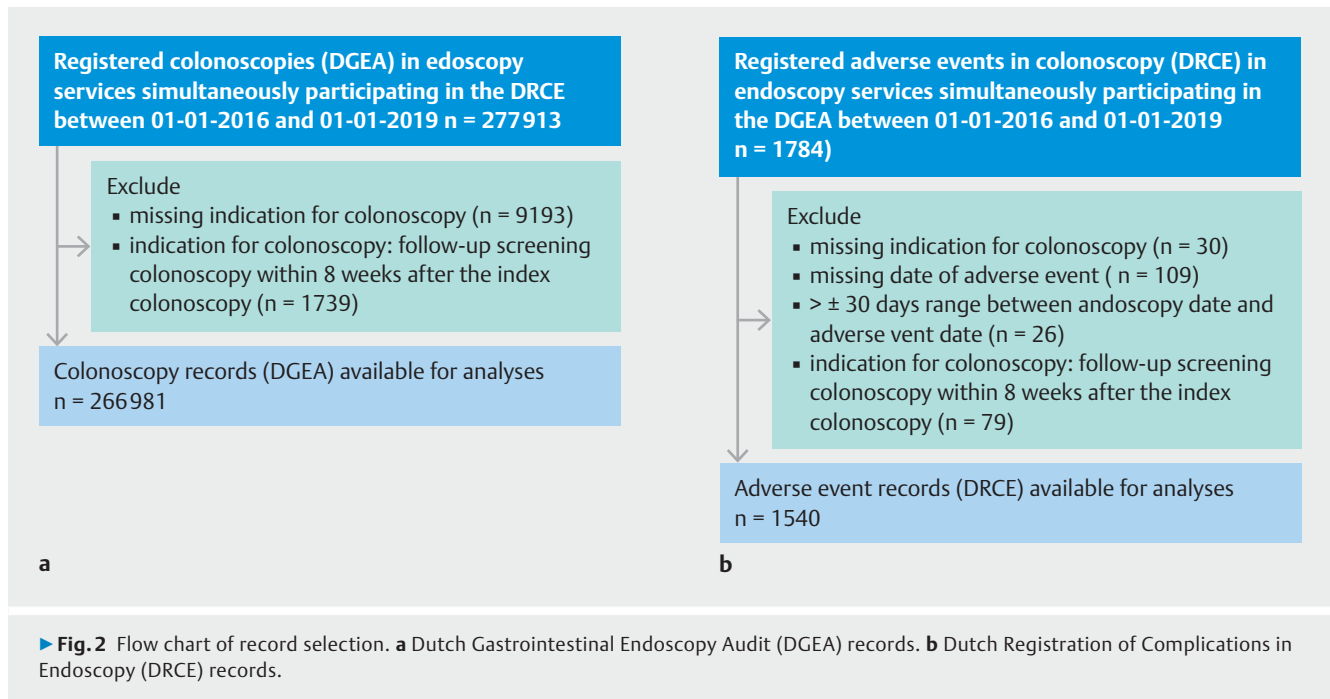 Registered colonoscopies (DGEA) in edoscopy
services simultaneously participating in the DRCE
between 01-01-2016 and 01-01-2019 n = 277913
Exclude
▪ missing indication for colonoscopy (n = 9193)
▪ indication for colonoscopy: follow-up screening
colonoscopy within 8 weeks after the index
colonoscopy (n = 1739)
Colonoscopy records (DGEA) available for analyses
n = 266981
a
Registered adverse events in colonoscopy (DRCE) in
endoscopy services simultaneously participating in
the DGEA between 01-01-2016 and 01-01-2019
n = 1784)
Exclude
▪ missing indication for colonoscopy (n = 30)
▪ missing date of adverse event ( n = 109)
▪ > ± 30 days range between andoscopy date and
adverse vent date (n = 26)
▪ indication for colonoscopy: follow-up screening
colonoscopy within 8 weeks after the index
colonoscopy (n = 79)
Adverse event records (DRCE) available for analyses
n = 1540
b
▶ Fig. 2 Flow chart of record selection. a Dutch Gastrointestinal Endoscopy Audit (DGEA) records. b Dutch Registration of Complications in
Endoscopy (DRCE) records.